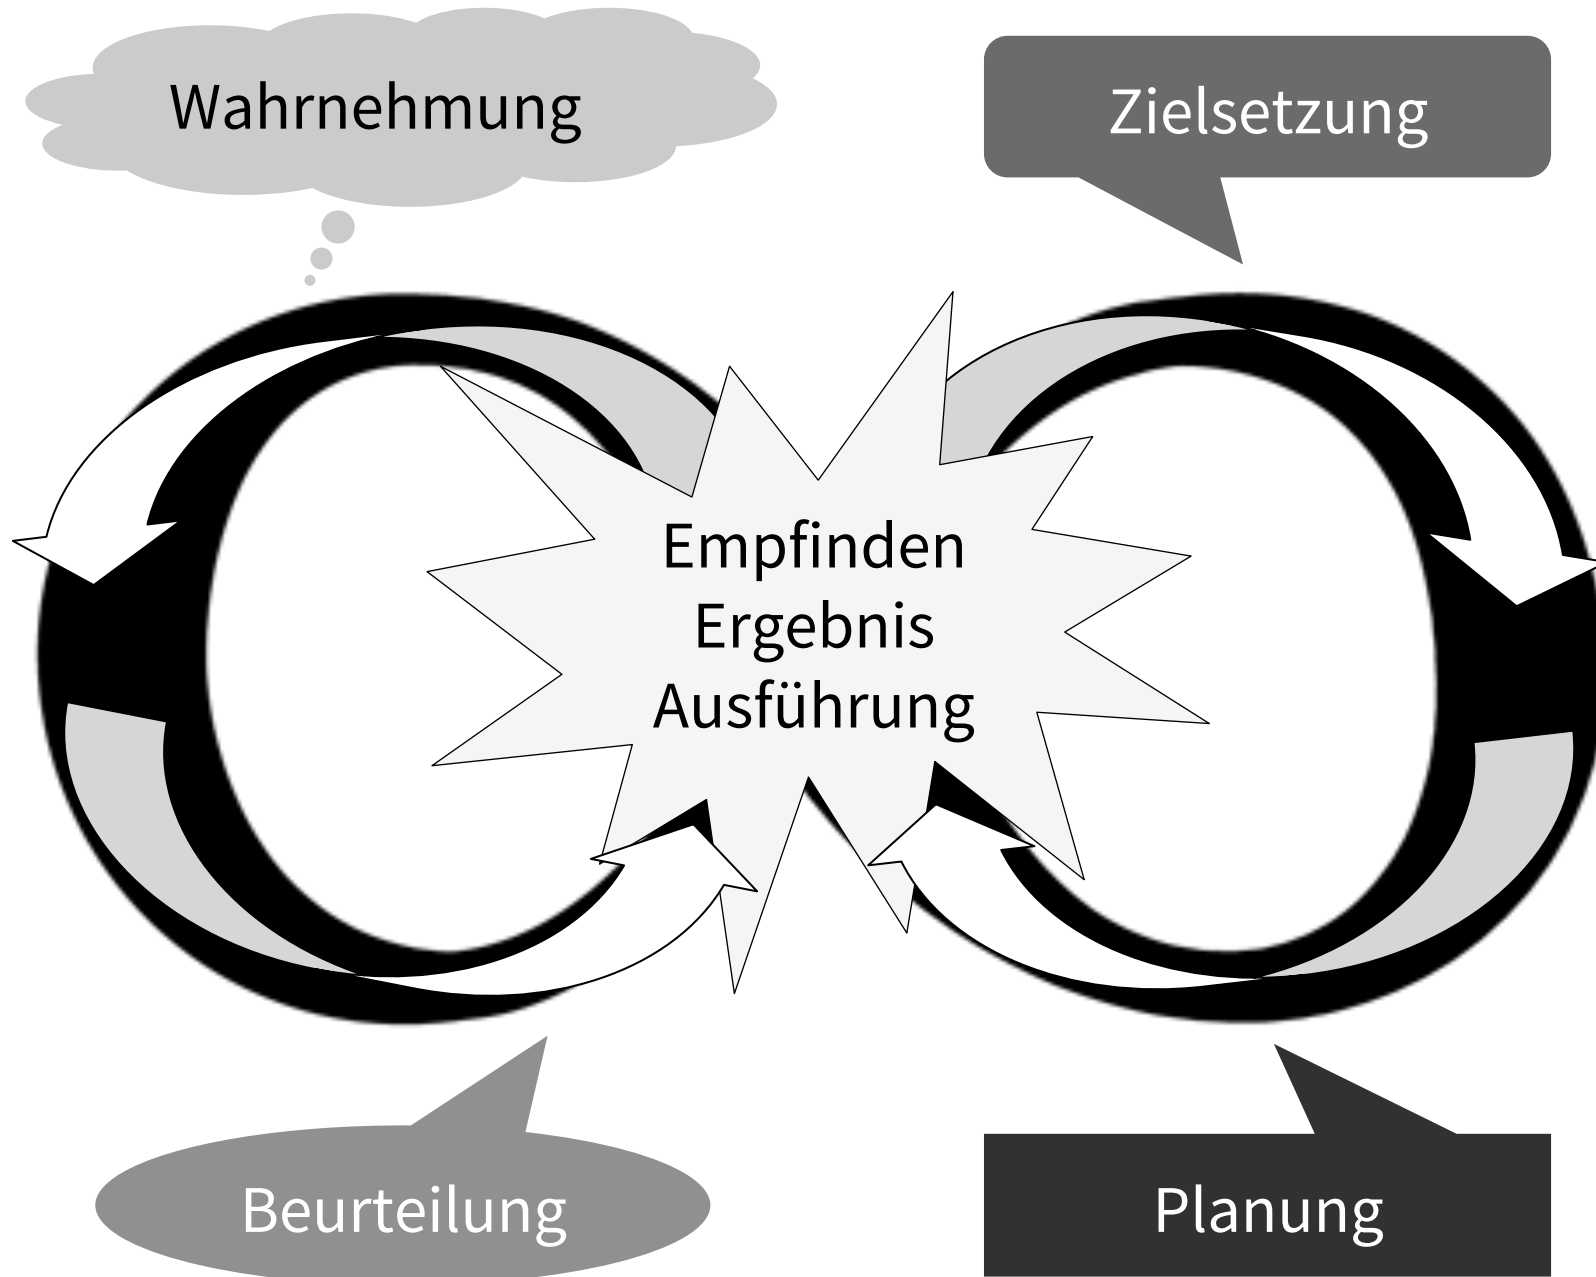 Wahrnehmung
Zielsetzung
Empfinden
Ergebnis
Ausführung
Beurteilung
Planung